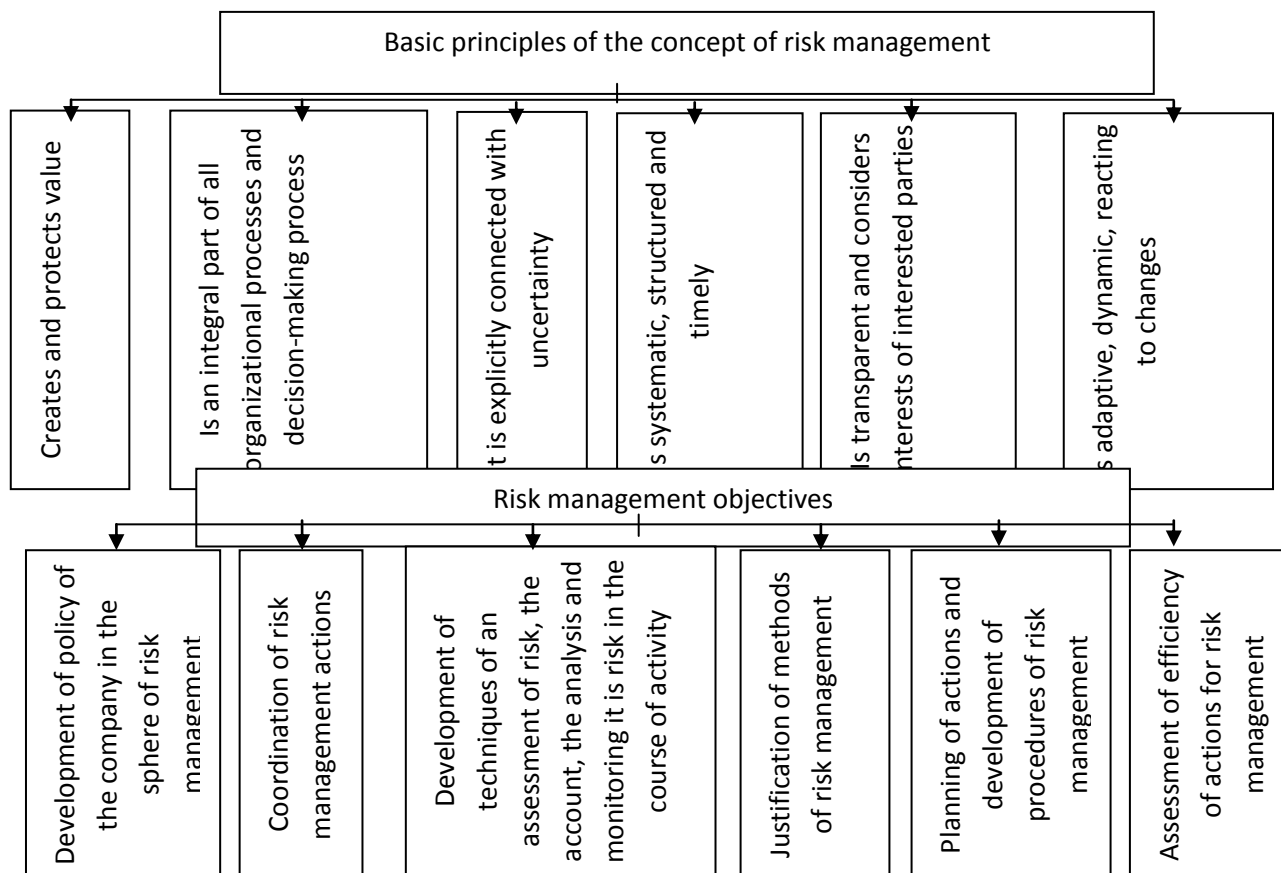 Basic principles of the concept of risk management
Creates and protects value
Is an integral part of all
organizational processes and
decision-making process
t is explicitly connected with
uncertainty
s systematic, structured and
timely
Is transparent and considers
nterests of interested parties
s adaptive, dynamic, reacting
to changes
Risk management objectives
Development of policy of
the company in the
sphere of risk
management
Coordination of risk
management actions
Development of
techniques of an
assessment of risk, the
account, the analysis and
monitoring it is risk in the
course of activity
Justification of methods
of risk management
Planning of actions and
development of
procedures of risk
management
Assessment of efficiency
of actions for risk
management